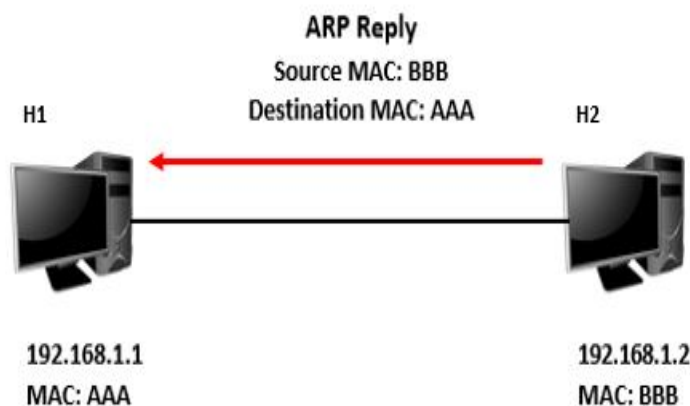 ARP Reply
Source MAC: BBB
Destination MAC: AAA
H1
H2
192.168.1.1
MAC: AAA
192.168.1.2
MAC: BBB